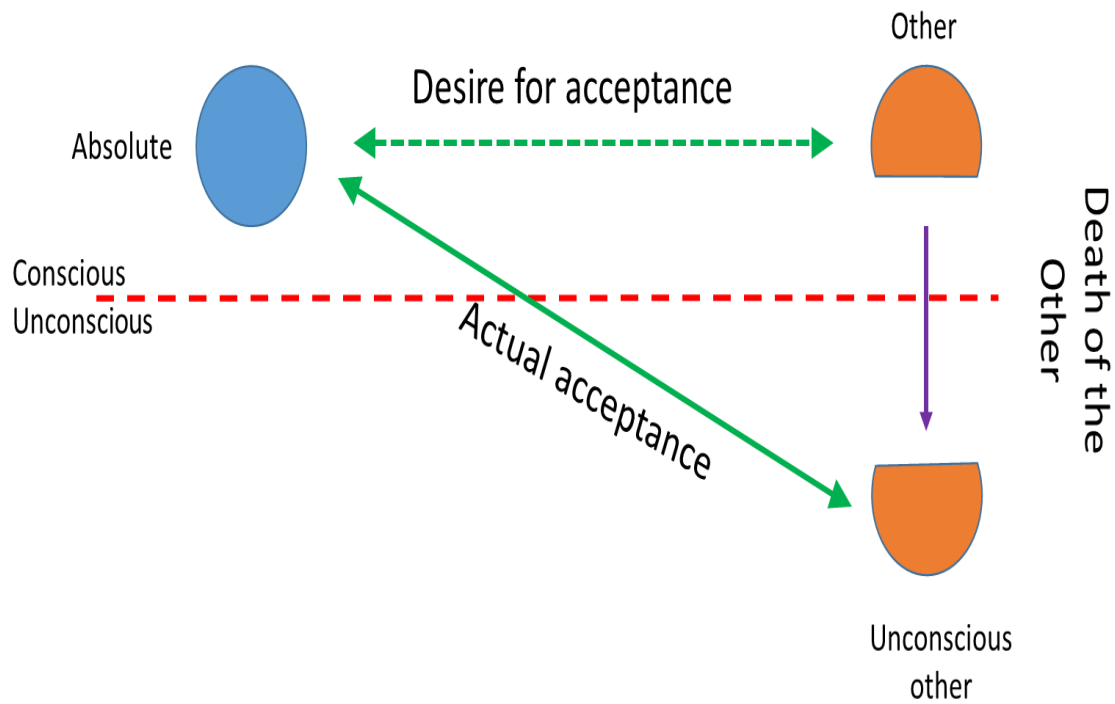 Other
Desire for acceptance
Absolute
Death of the
Other
Conscious
Unconscious
Actual acceptance
Unconscious
other